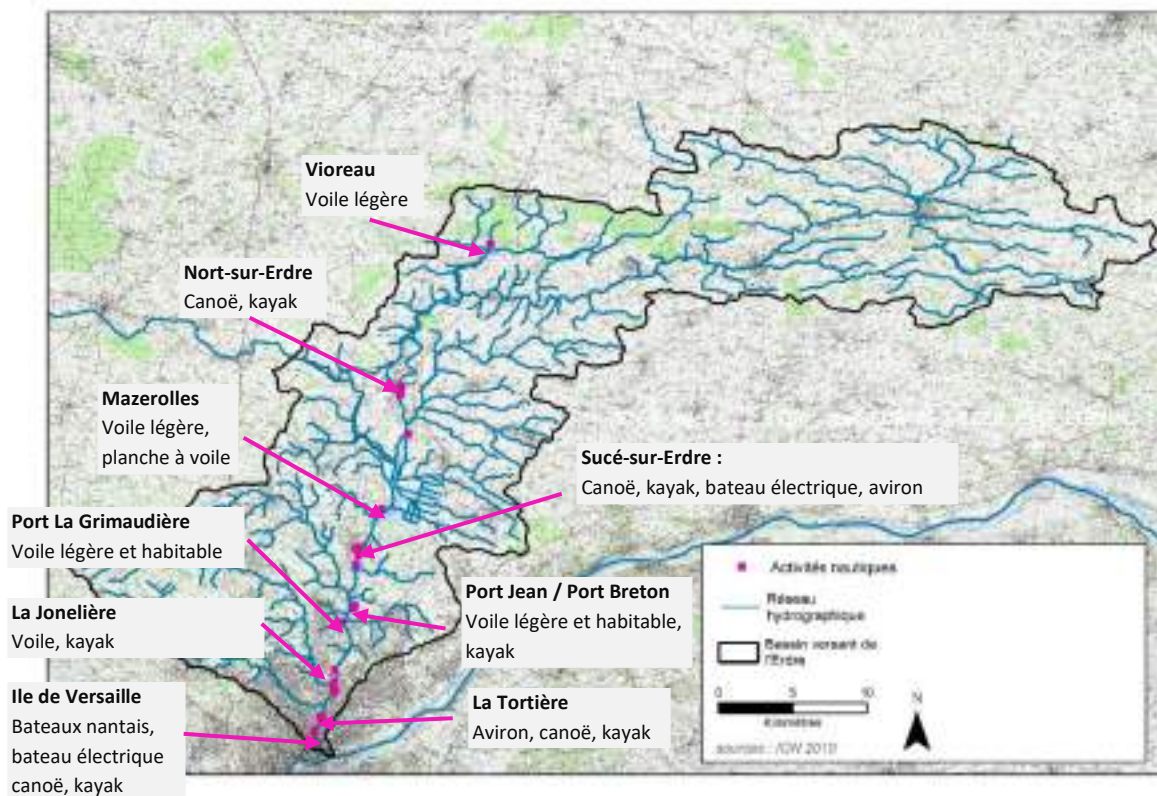 Vioreau
Voile légère
Nort-sur-Erdre
Canoë, kayak
Mazerolles
Voile légère,
planche à voile
Sucé-sur-Erdre :
Canoë, kayak, bateau électrique, aviron
Port La Grimaudière
Voile légère et habitable
Port Jean / Port Breton
Voile légère et habitable,
kayak
La Jonelière
Voile, kayak
Ile de Versaille
Bateaux nantais,
bateau électrique
canoë, kayak
La Tortière
Aviron, canoë, kayak
Activités nautiques
Réseau
hydrographique
Bassin versant de
l'Erdre
0 5 10
Kilomètres
N
sources : IGN 2010